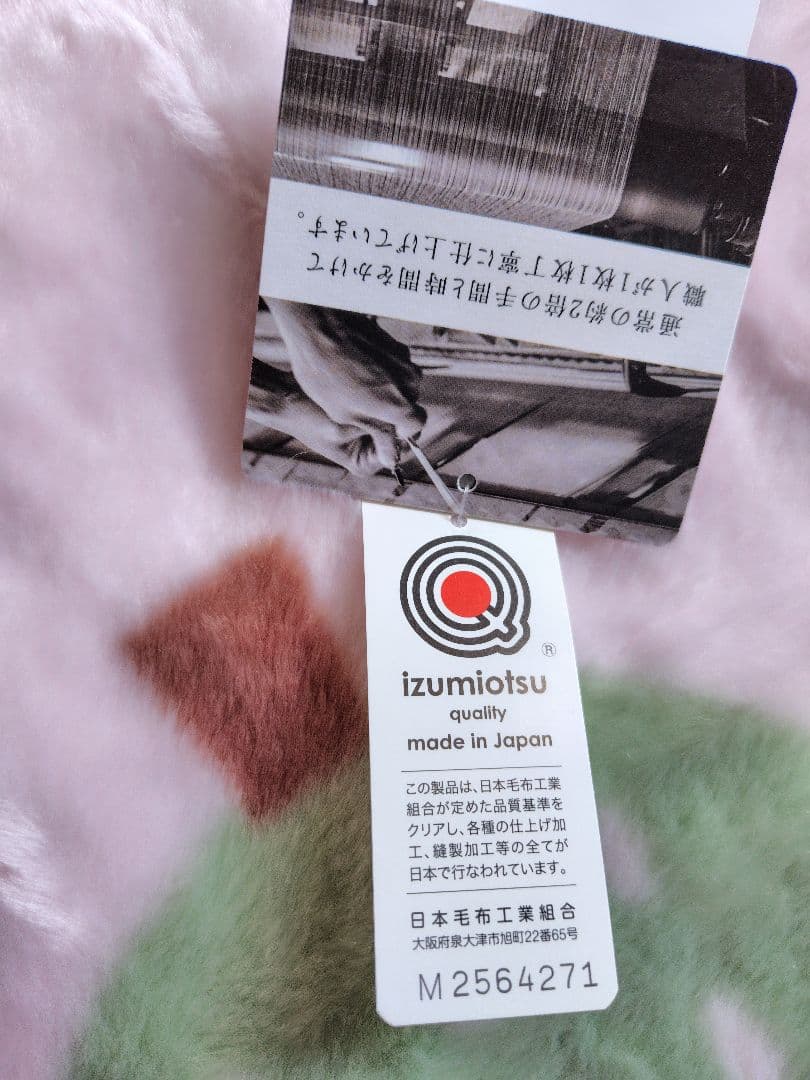 通常の約2倍の手間と時間をかけて
職人が1枚1枚丁寧に仕上げています。
Q
®
izumiotsu
quality
made in Japan
この製品は、日本毛布工業
組合が定めた品質基準を
クリアし、各種の仕上げ加
工、縫製加工等の全てが
日本で行なわれています。
日本毛布工業組合
大阪府泉大津市旭町22番65号
M2564271